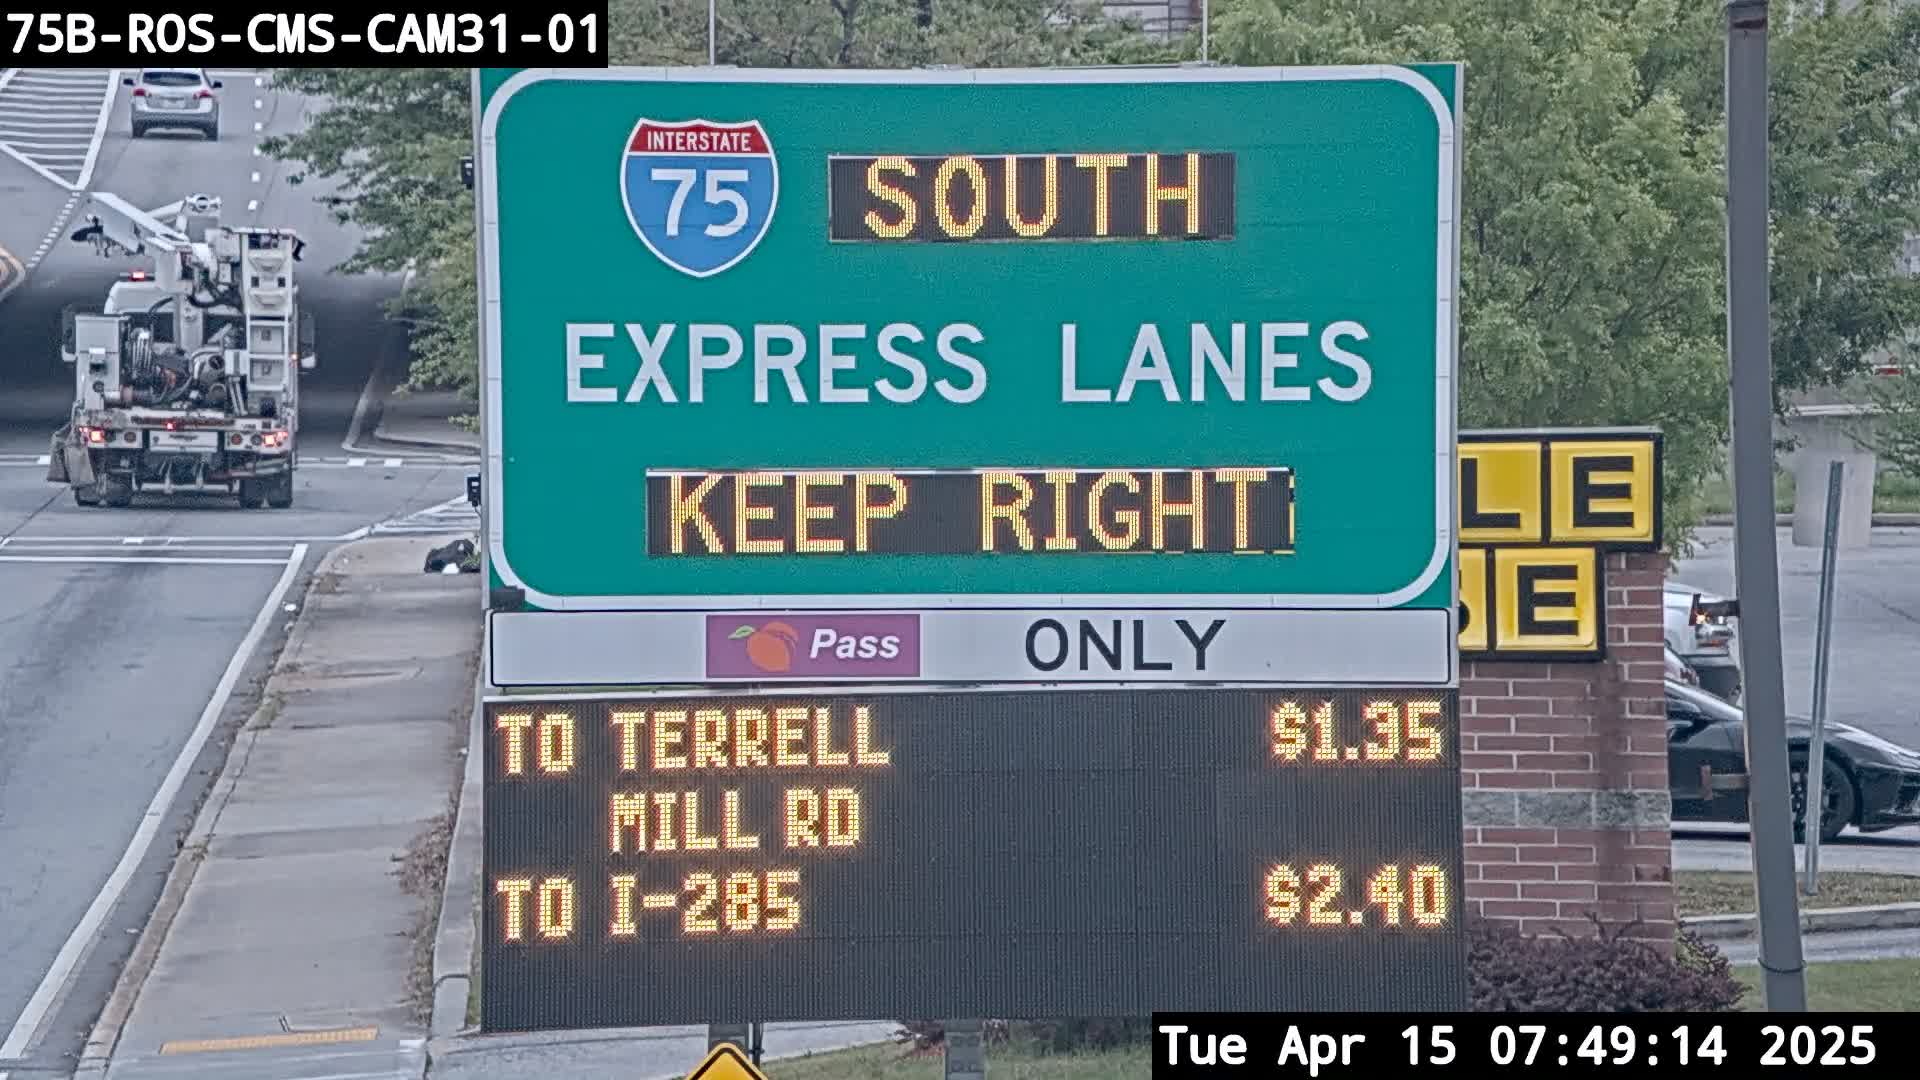 75B-ROS-CMS-CAM31-01
INTERSTATE
75
SOUTH
EXPRESS LANES
KEEP RIGHT
Pass ONLY
TO TERRELL $1.35
MILL RD
TO I-285 $2.40
LE
E
Tue Apr 15 07:49:14 2025